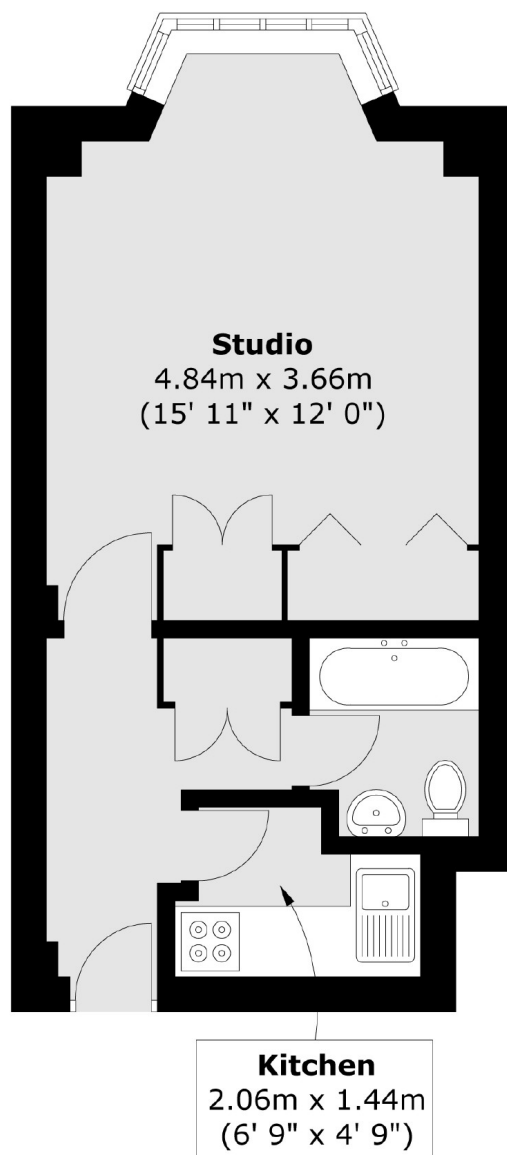 Studio
4.84m x 3.66m
(15' 11" x 12' 0")
Kitchen
2.06m x 1.44m
(6' 9" x 4' 9")